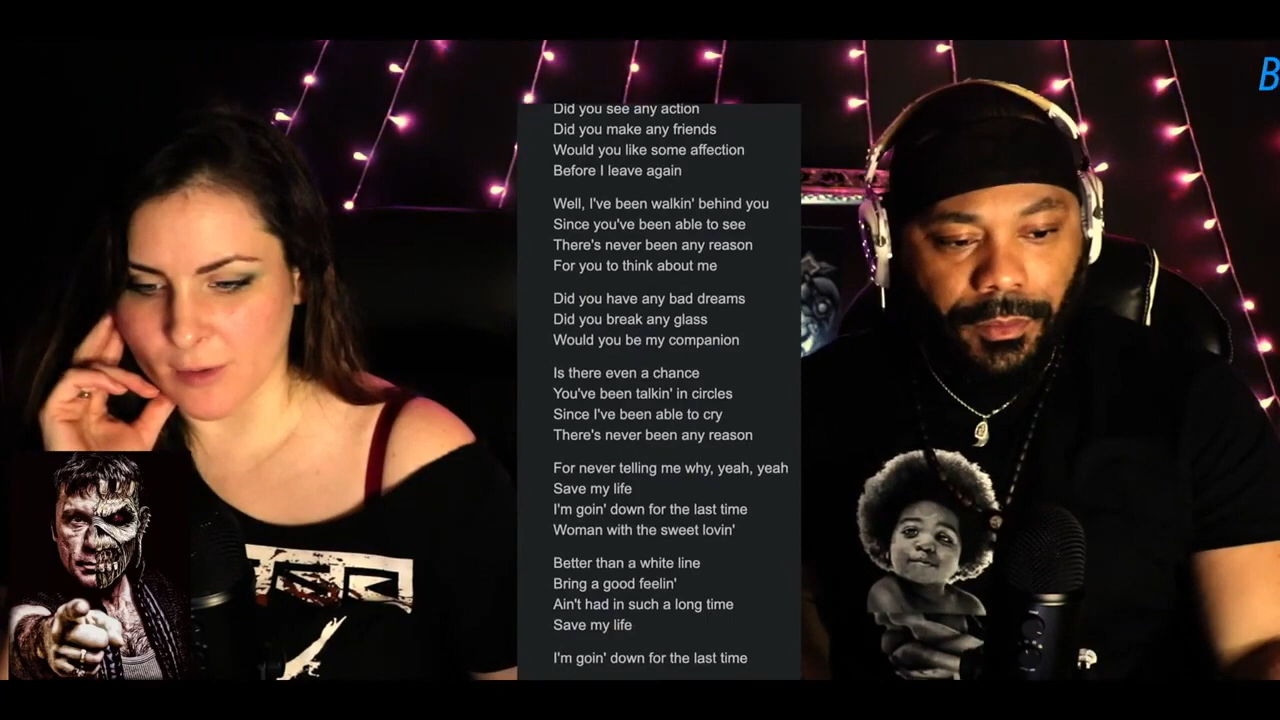 B
Did you see any action
Did you make any friends
Would you like some affection
Before I leave again
Well, I've been walkin' behind you
Since you've been able to see
There's never been any reason
For you to think about me
Did you have any bad dreams
Did you break any glass
Would you be my companion
Is there even a chance
You've been talkin' in circles
Since I've been able to cry
There's never been any reason
For never telling me why, yeah, yeah
Save my life
I'm goin' down for the last time
Woman with the sweet lovin'
Better than a white line
Bring a good feelin'
Ain't had in such a long time
Save my life
I'm goin' down for the last time